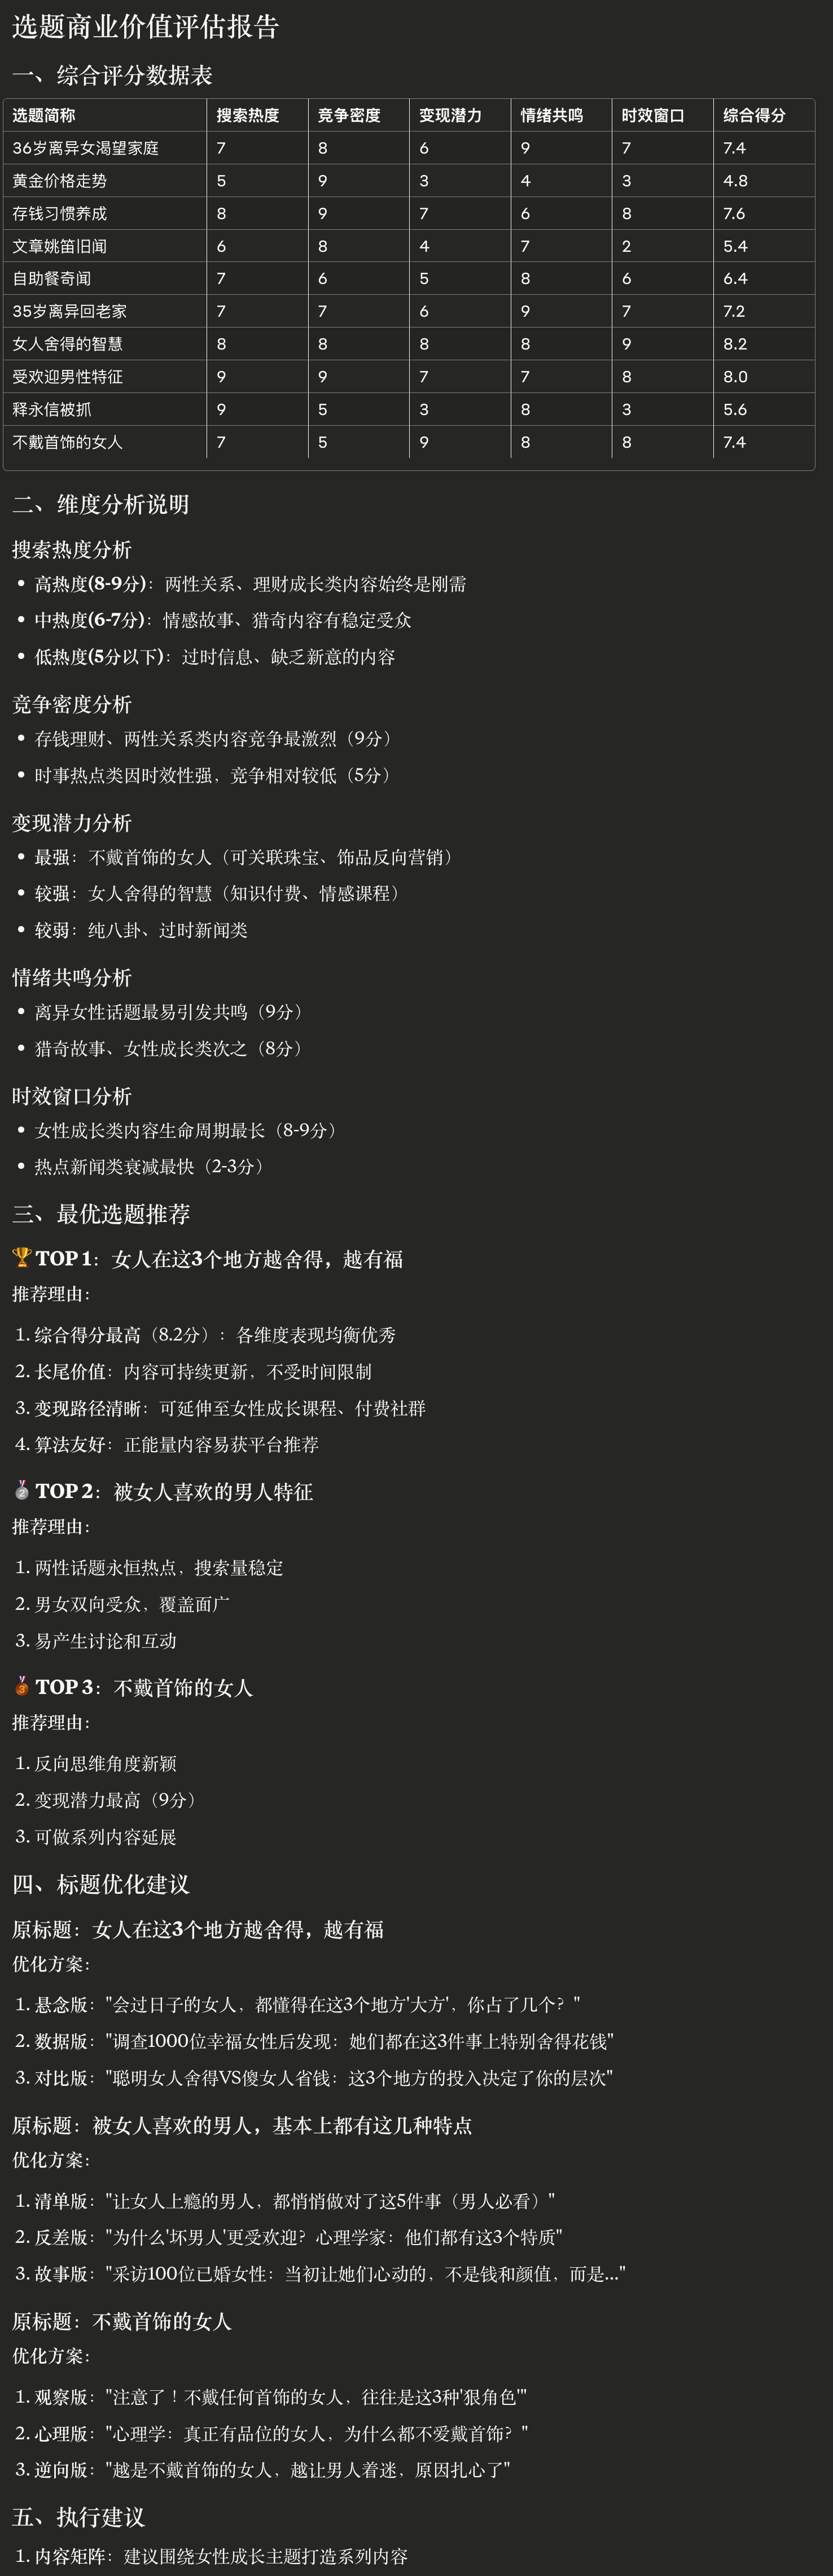 选题商业价值评估报告
一、综合评分数据表
选题简称 搜索热度 竞争密度 变现潜力 情绪共鸣 时效窗口 综合得分
36岁离异女渴望家庭 7 8 6 9 7 7.4
黄金价格走势 5 9 3 4 3 4.8
存钱习惯养成 8 9 7 6 8 7.6
文章姚笛旧闻 6 8 4 7 2 5.4
自助餐奇闻 7 6 5 8 6 6.4
35岁离异回老家 7 7 6 9 7 7.2
女人舍得的智慧 8 8 8 8 9 8.2
受欢迎男性特征 9 9 7 7 8 8.0
释永信被抓 9 5 3 8 3 5.6
不戴首饰的女人 7 5 9 8 8 7.4
二、维度分析说明
搜索热度分析
• 高热度(8-9分)：两性关系、理财成长类内容始终是刚需
• 中热度(6-7分)：情感故事、猎奇内容有稳定受众
• 低热度(5分以下)：过时信息、缺乏新意的内容
竞争密度分析
• 存钱理财、两性关系类内容竞争最激烈（9分）
• 时事热点类因时效性强，竞争相对较低（5分）
变现潜力分析
• 最强：不戴首饰的女人（可关联珠宝、饰品反向营销）
• 较强：女人舍得的智慧（知识付费、情感课程）
• 较弱：纯八卦、过时新闻类
情绪共鸣分析
• 离异女性话题最易引发共鸣（9分）
• 猎奇故事、女性成长类次之（8分）
时效窗口分析
• 女性成长类内容生命周期最长（8-9分）
• 热点新闻类衰减最快（2-3分）
三、最优选题推荐
🏆 TOP 1：女人在这3个地方越舍得，越有福
推荐理由：
1. 综合得分最高（8.2分）：各维度表现均衡优秀
2. 长尾价值：内容可持续更新，不受时间限制
3. 变现路径清晰：可延伸至女性成长课程、付费社群
4. 算法友好：正能量内容易获平台推荐
🥈 TOP 2：被女人喜欢的男人特征
推荐理由：
1. 两性话题永恒热点，搜索量稳定
2. 男女双向受众，覆盖面广
3. 易产生讨论和互动
🥉 TOP 3：不戴首饰的女人
推荐理由：
1. 反向思维角度新颖
2. 变现潜力最高（9分）
3. 可做系列内容延展
四、标题优化建议
原标题：女人在这3个地方越舍得，越有福
优化方案：
1. 悬念版："会过日子的女人，都懂得在这3个地方'大方'，你占了几个？"
2. 数据版："调查1000位幸福女性后发现：她们都在这3件事上特别舍得花钱"
3. 对比版："聪明女人舍得VS傻女人省钱：这3个地方的投入决定了你的层次"
原标题：被女人喜欢的男人，基本上都有这几种特点
优化方案：
1. 清单版："让女人上瘾的男人，都悄悄做对了这5件事（男人必看）"
2. 反差版："为什么'坏男人'更受欢迎？心理学家：他们都有这3个特质"
3. 故事版："采访100位已婚女性：当初让她们心动的，不是钱和颜值，而是..."
原标题：不戴首饰的女人
优化方案：
1. 观察版："注意了！不戴任何首饰的女人，往往是这3种'狠角色'"
2. 心理版："心理学：真正有品位的女人，为什么都不爱戴首饰？"
3. 逆向版："越是不戴首饰的女人，越让男人着迷，原因扎心了"
五、执行建议
1. 内容矩阵：建议围绕女性成长主题打造系列内容